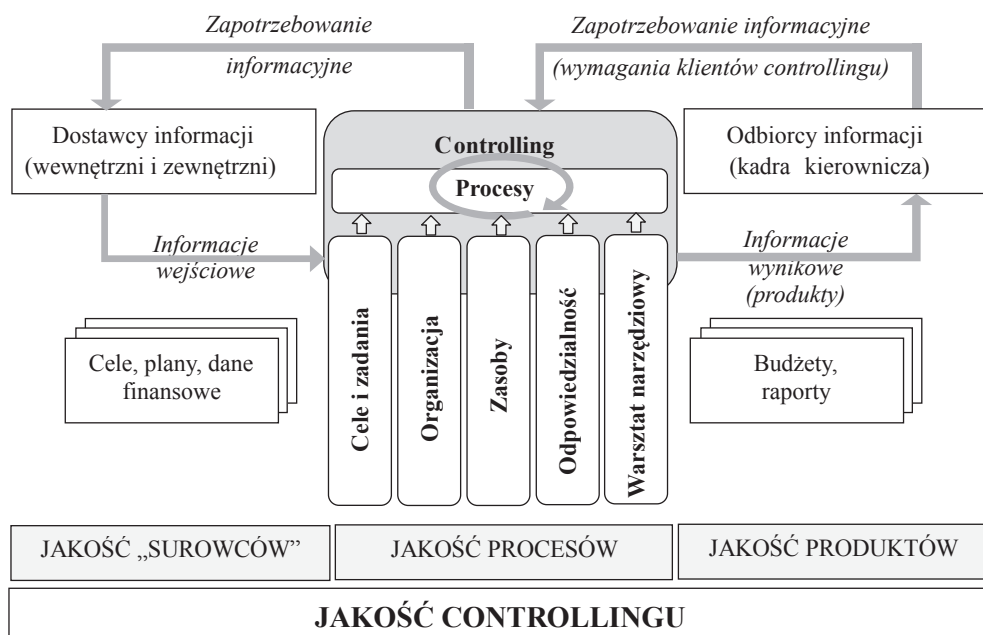 Zapotrzebowanie
informacyjne
Zapotrzebowanie informacyjne
(wymagania klientów controllingu)
Dostawcy informacji
(wewnętrzni i zewnętrzni)
Controlling
Procesy
Odbiorcy informacji
(kadra kierownicza)
Informacje
wejściowe
Informacje
wynikowe
(produkty)
Cele, plany, dane
finansowe
Cele i zadania
Organizacja
Zasoby
Odpowiedzialność
Warsztat narzędziowy
Budżety,
raporty
JAKOŚĆ „SUROWCÓW”
JAKOŚĆ PROCESÓW
JAKOŚĆ PRODUKTÓW
JAKOŚĆ CONTROLLINGU